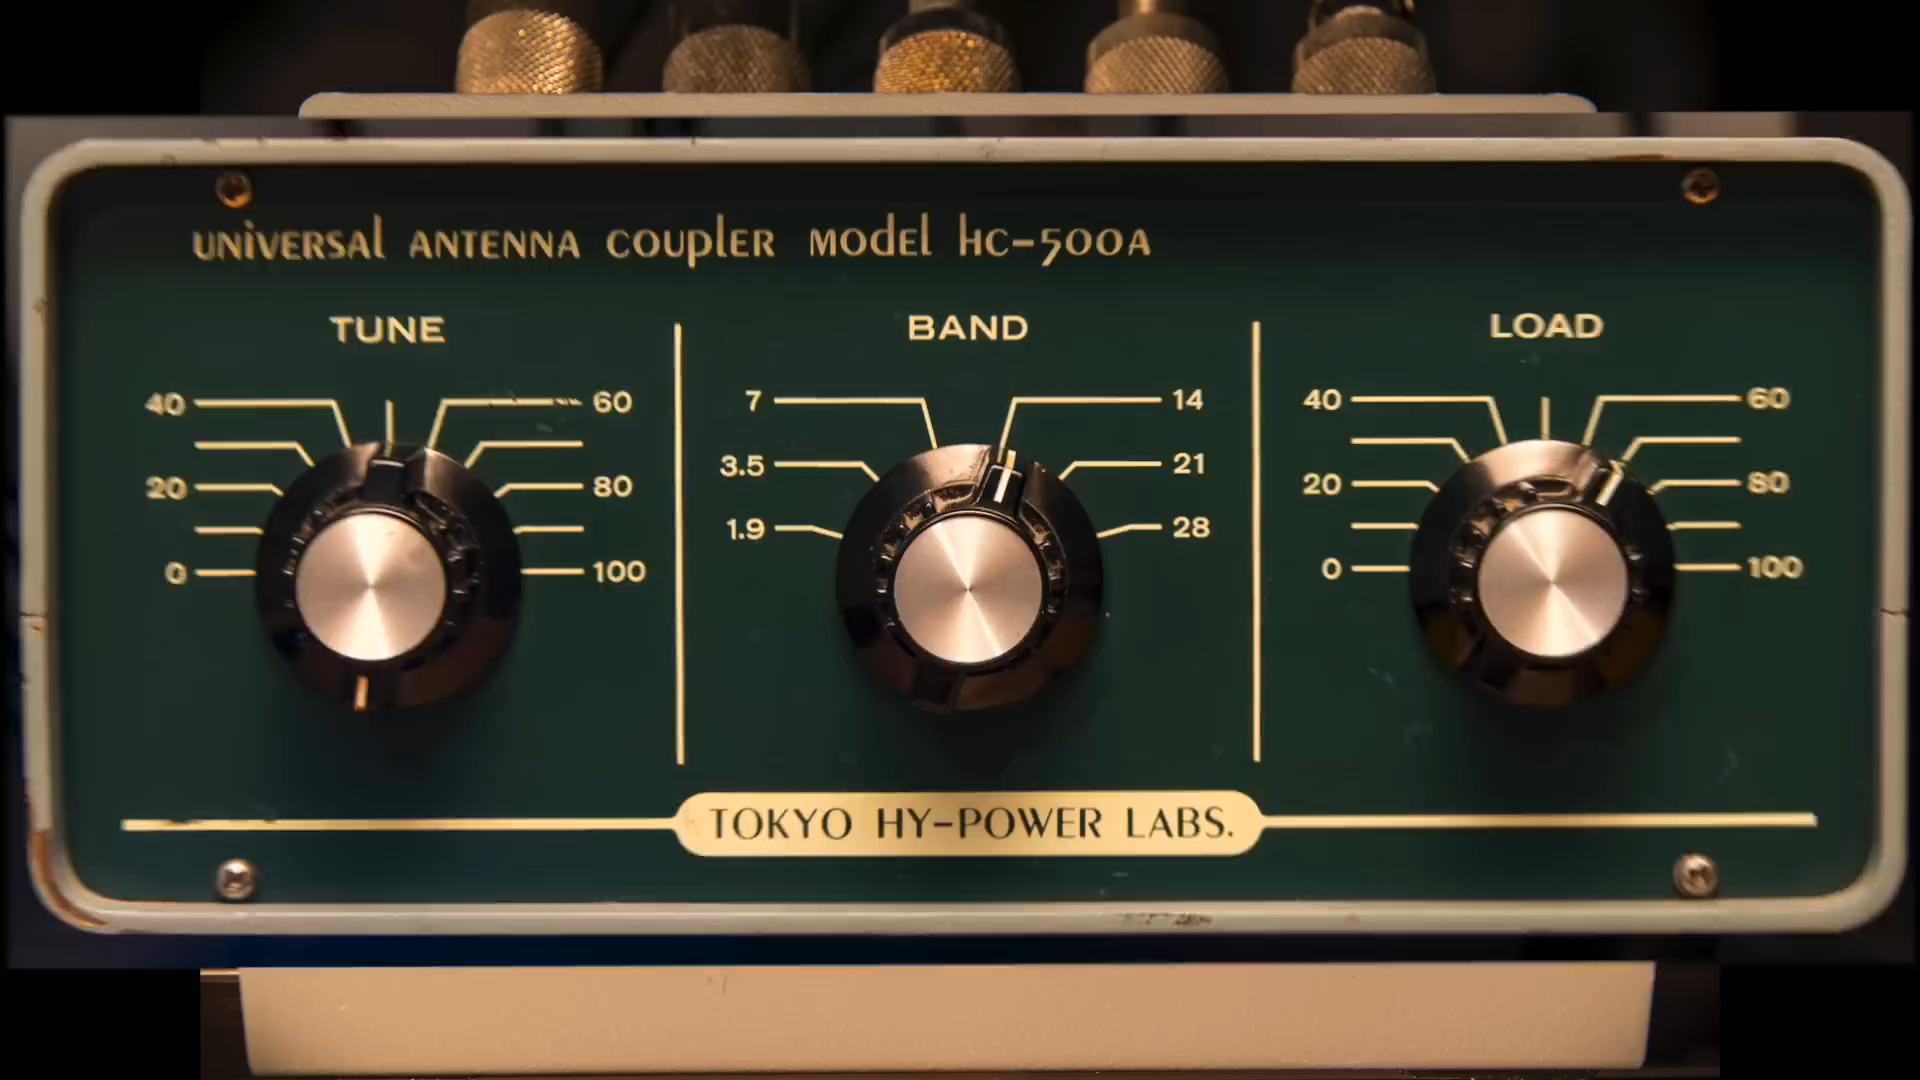 UNIVERSAL ANTENNA COUPLER MODEL HC-500A
TUNE
40 60
20 80
0 100
BAND
7 14
3.5 21
1.9 28
LOAD
40 60
20 80
0 100
TOKYO HY-POWER LABS.